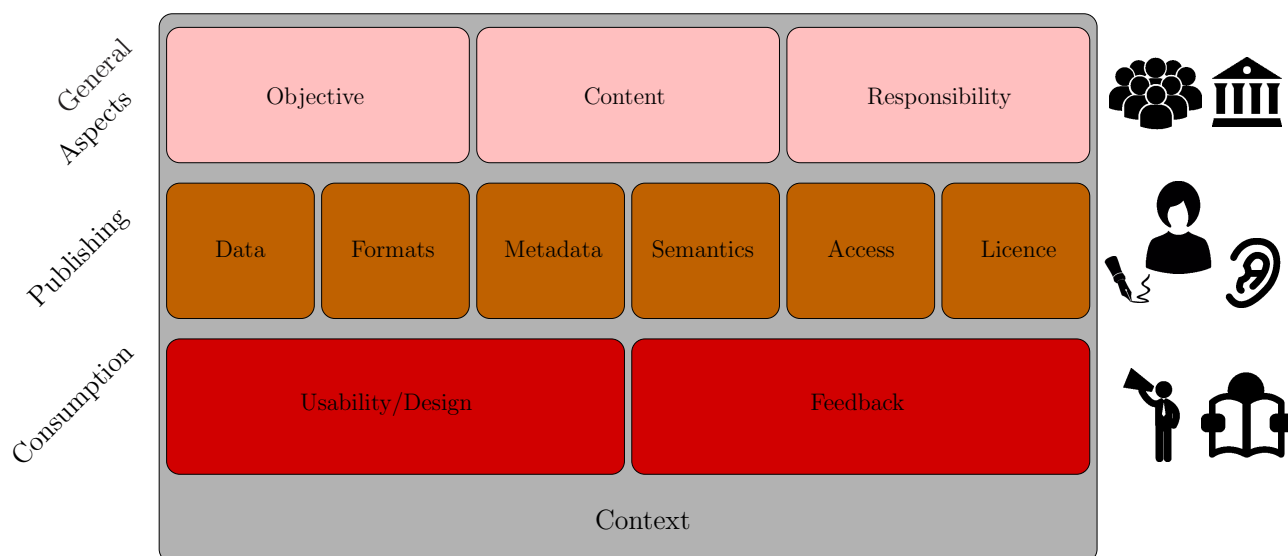 General
Aspects
Objective
Content
Responsibility
Publishing
Data
Formats
Metadata
Semantics
Access
Licence
Consumption
Usability/Design
Feedback
Context